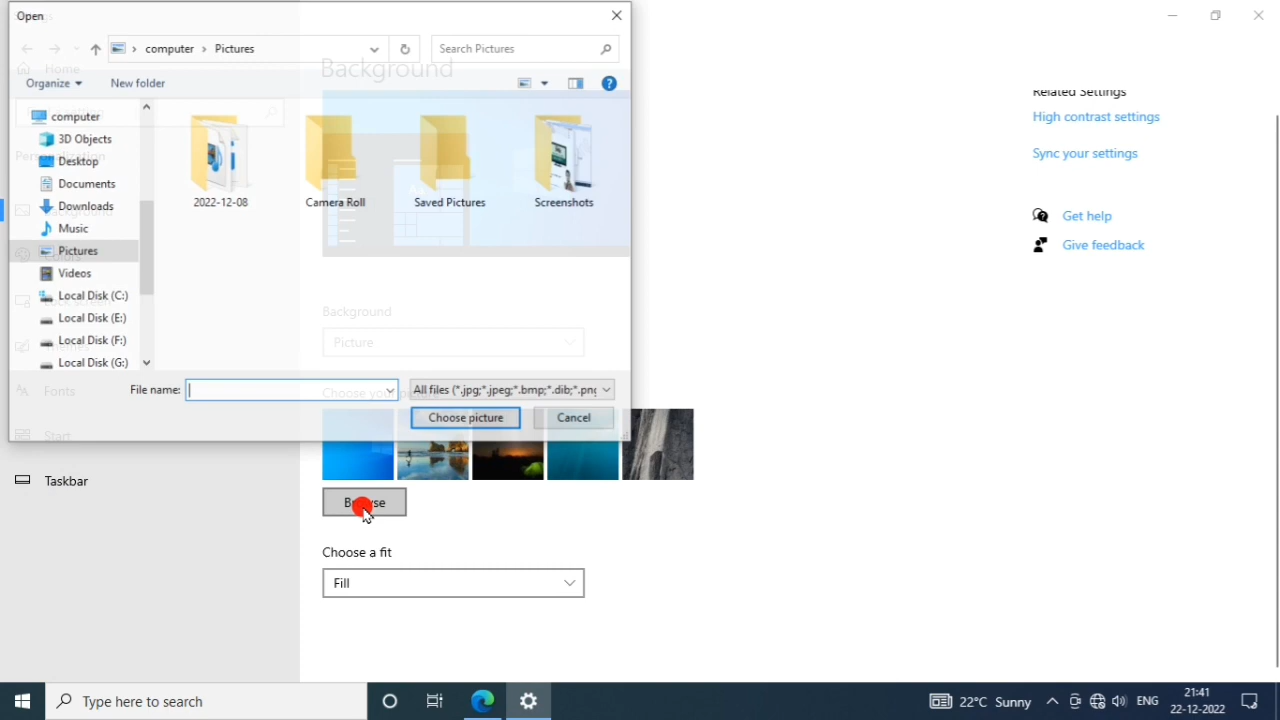 Open
computer › Pictures
Search Pictures
Home
Background
Organize
New folder
Related Settings
computer
High contrast settings
3D Objects
Personalization
Sync your settings
Desktop
Documents
2022-12-08
Camera Roll
Saved Pictures
Screenshots
Downloads
Background
Get help
Music
Give feedback
Pictures
Videos
Local Disk (C:)
Background
Local Disk (E:)
Local Disk (F:)
Picture
Local Disk (G:)
File name:
All files (*.jpg;*.jpeg;*.bmp;*.dib;*.png
Fonts
Choose picture
Cancel
Start
Taskbar
Browse
Choose a fit
Fill
Type here to search
22°C Sunny
ENG
21:41
22-12-2022